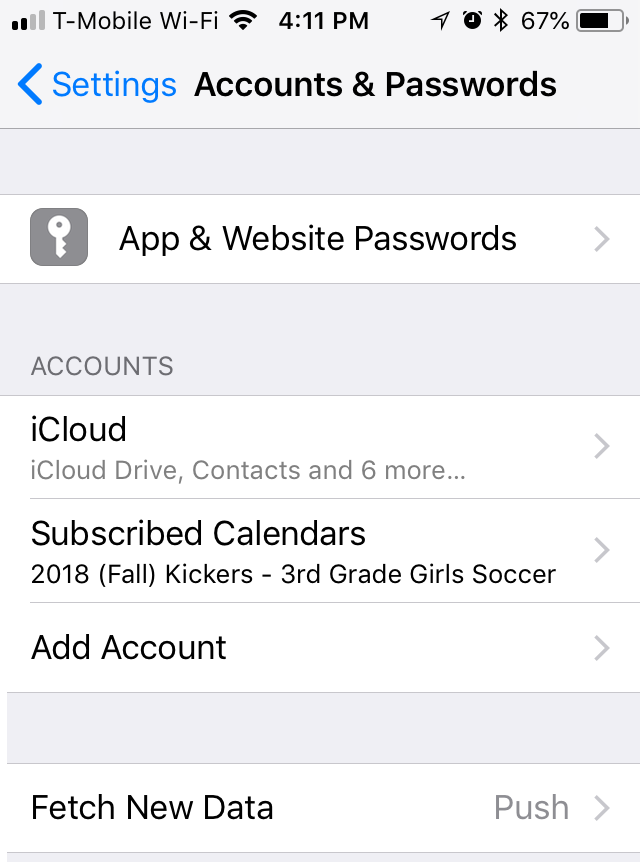 T-Mobile Wi-Fi 4:11 PM 67%
Settings Accounts & Passwords
App & Website Passwords
ACCOUNTS
iCloud
iCloud Drive, Contacts and 6 more...
Subscribed Calendars
2018 (Fall) Kickers - 3rd Grade Girls Soccer
Add Account
Fetch New Data Push